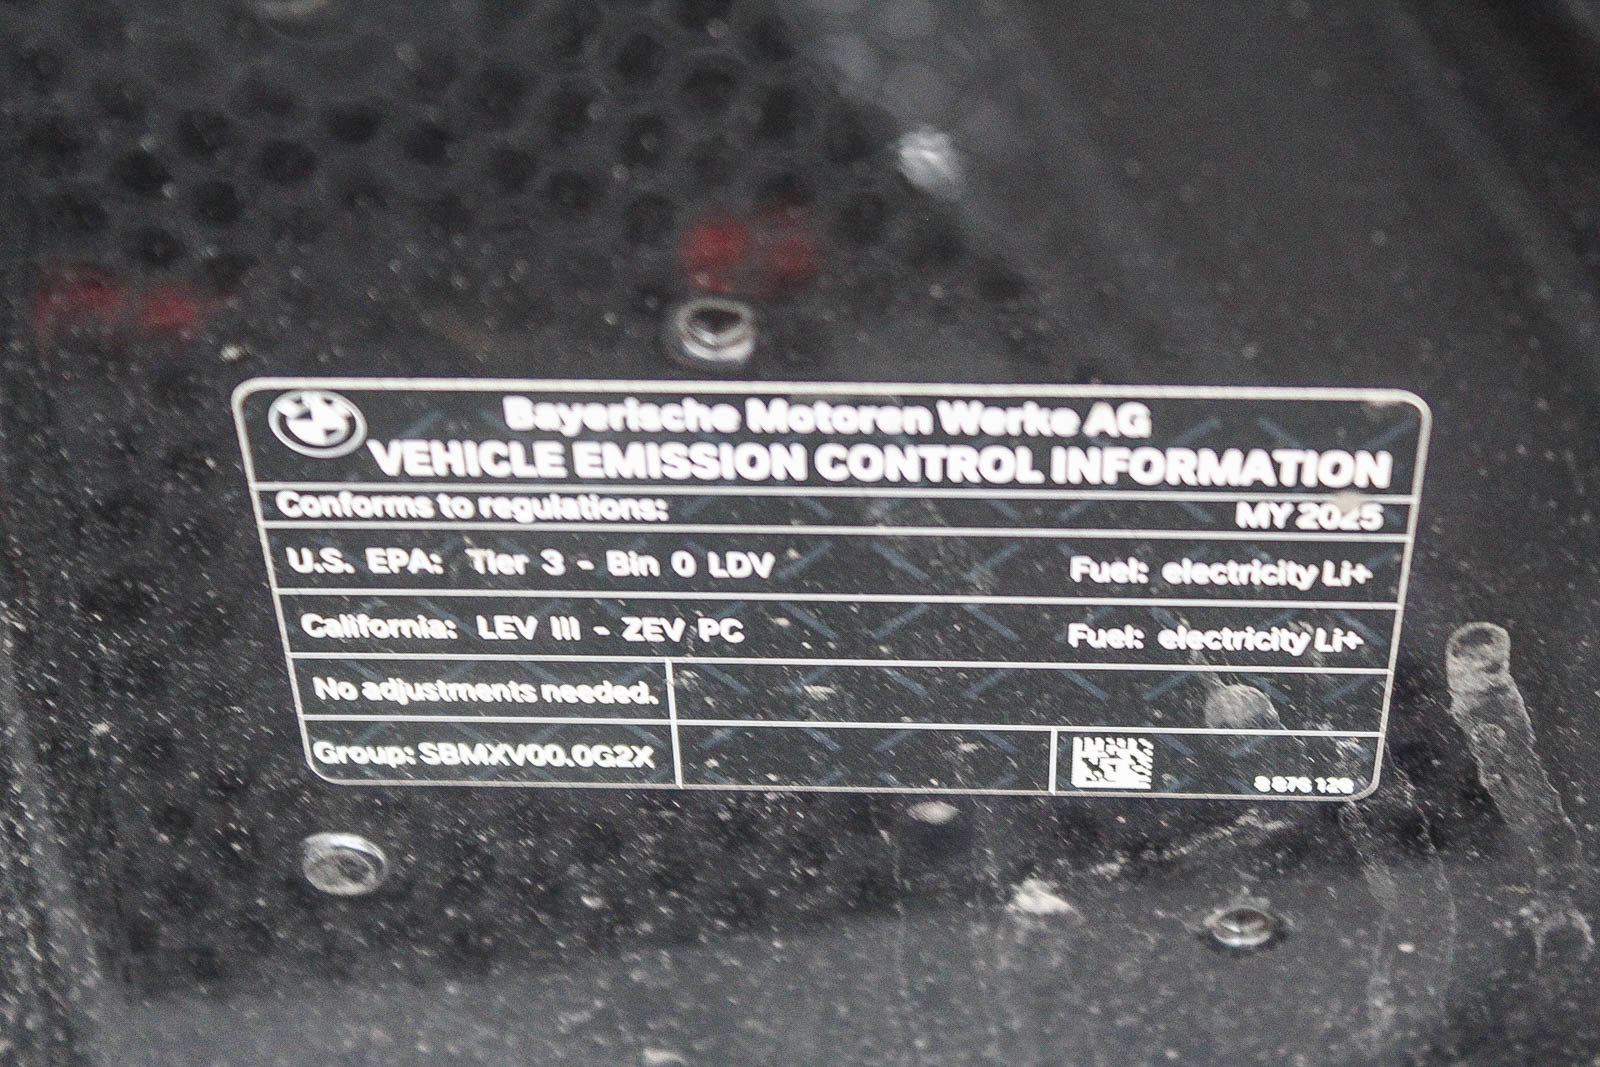 Bayerische Motoren Werke AG
VEHICLE EMISSION CONTROL INFORMATION
Conforms to regulations: MY 2025
U.S. EPA: Tier 3 - Bin 0 LDV Fuel: electricity Li+
California: LEV III - ZEV PC Fuel: electricity Li+
No adjustments needed.
Group: SBMXV00.0G2X